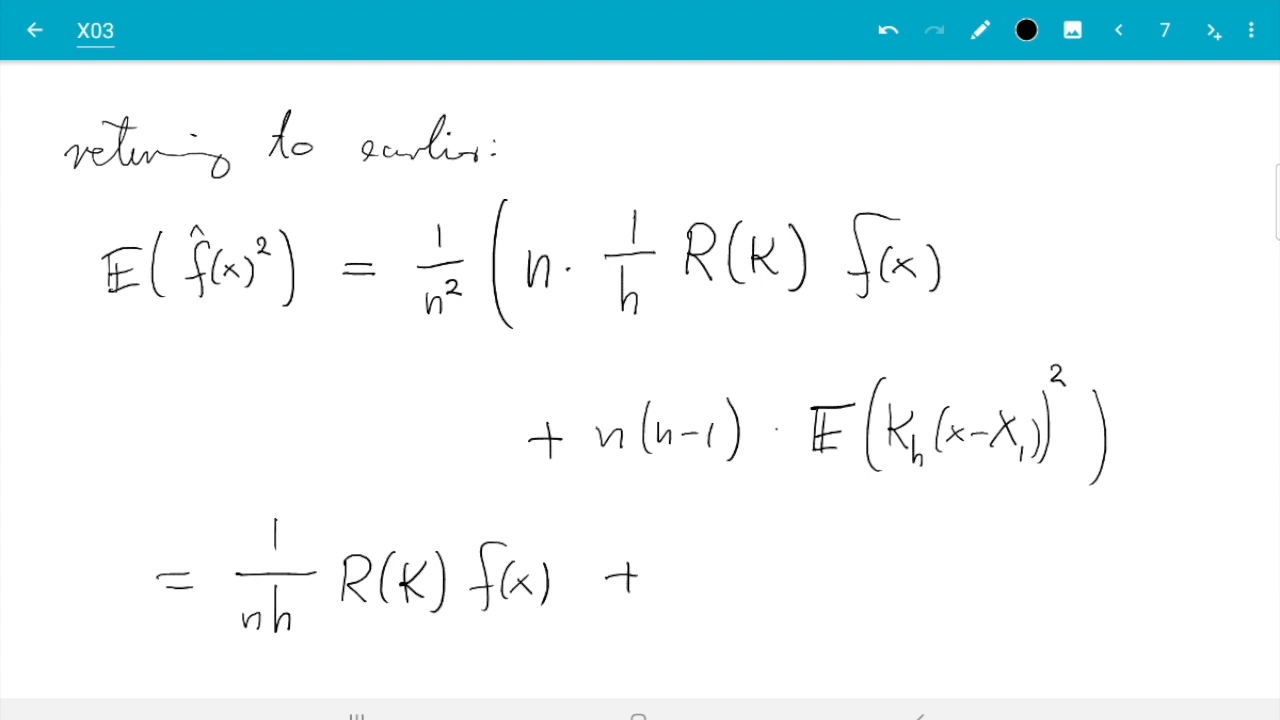 X03
7
returning to earlier:
𝔼( f̂(x)²) = 1/n² ( n · 1/h R(K) f(x)
+ n(n-1) · 𝔼(K_h(x-X₁))² )
= 1/nh R(K) f(x) +